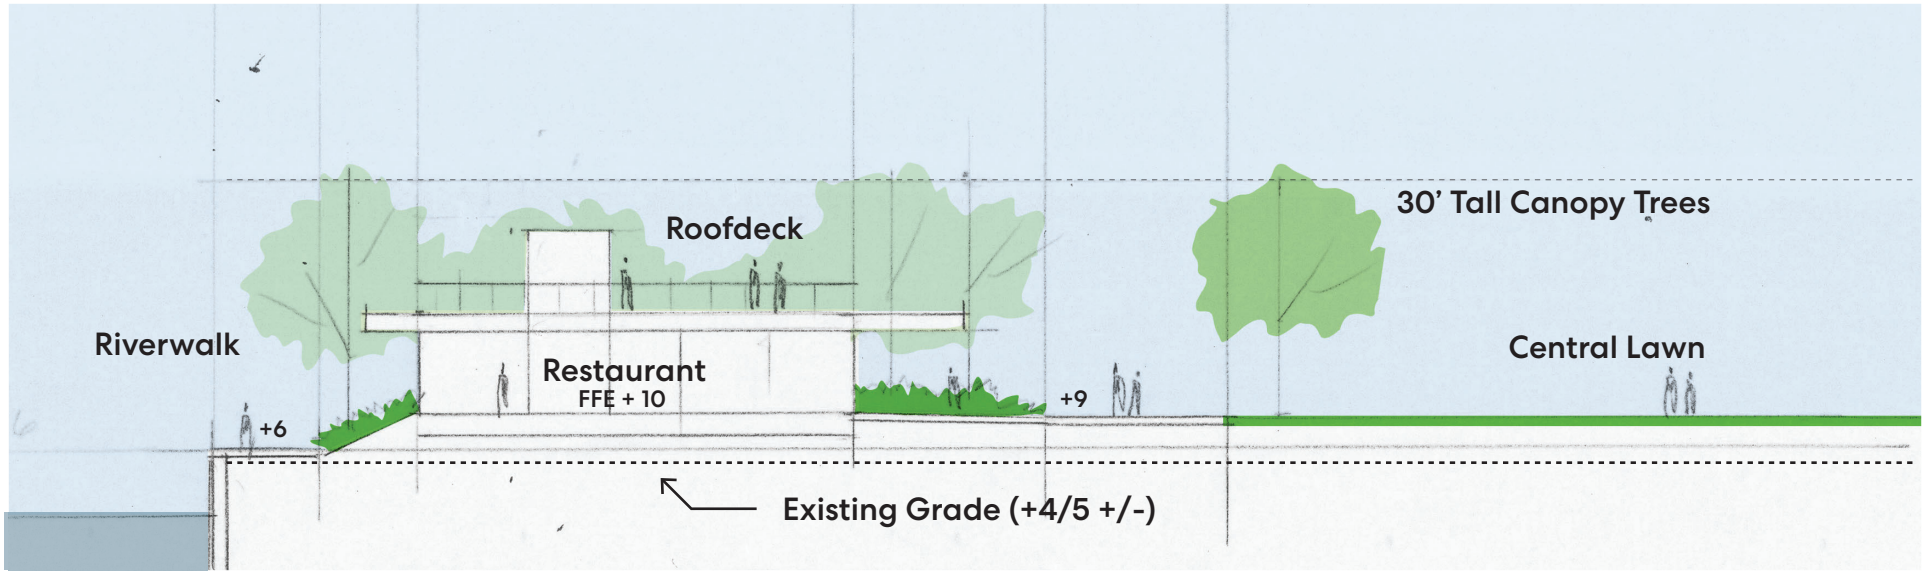 30’ Tall Canopy Trees
Roofdeck
Riverwalk
Central Lawn
Restaurant
FFE + 10
+9
+6
Existing Grade (+4/5 +/-)